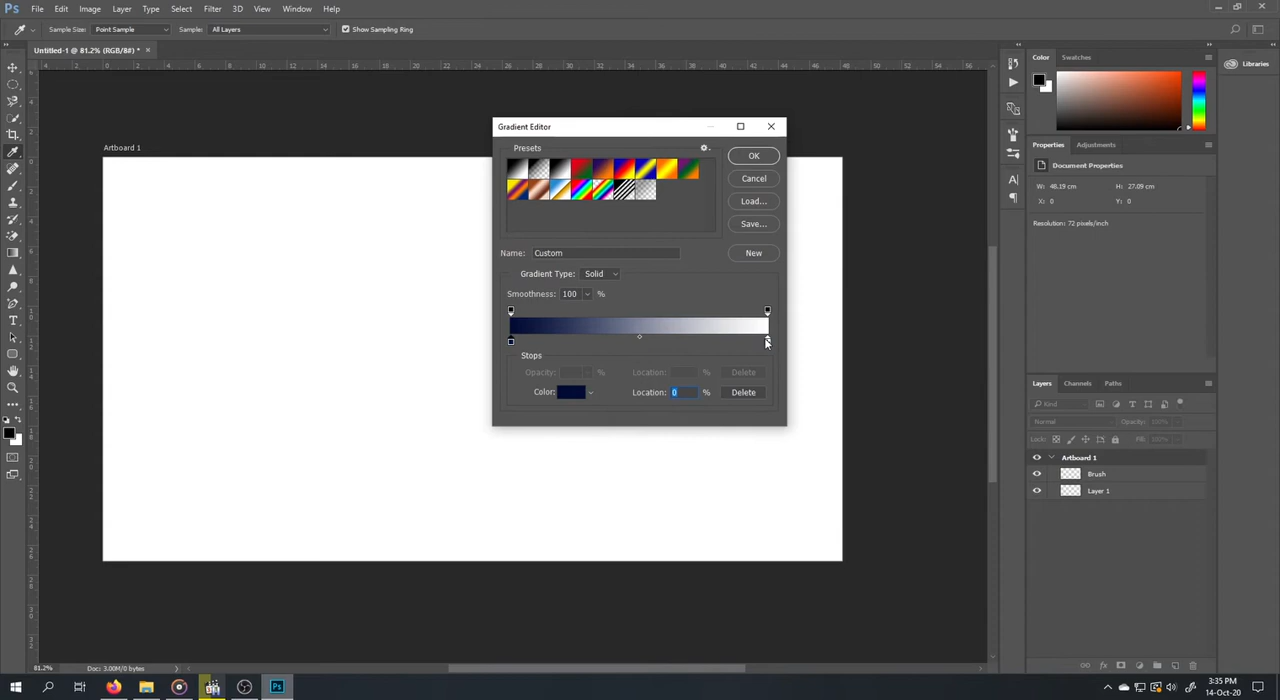 Ps File Edit Image Layer Type Select Filter 3D View Window Help
Sample Size: Point Sample Sample: All Layers Show Sampling Ring
Untitled-1 @ 81.2% (RGB/8#) * ×
Color Swatches
Libraries
Artboard 1
Gradient Editor
Presets
OK
Cancel
Load...
Save...
Name: Custom
New
Gradient Type: Solid
Smoothness: 100 %
Stops
Opacity: % Location: % Delete
Color: Location: 0 % Delete
Properties Adjustments
Document Properties
W: 48.19 cm H: 27.09 cm
X: 0 Y: 0
Resolution: 72 pixels/inch
Layers Channels Paths
Kind
Normal Opacity: 100%
Lock: Fill: 100%
Artboard 1
Brush
Layer 1
81.2% Doc: 3.00M/0 bytes
3:35 PM
14-Oct-20